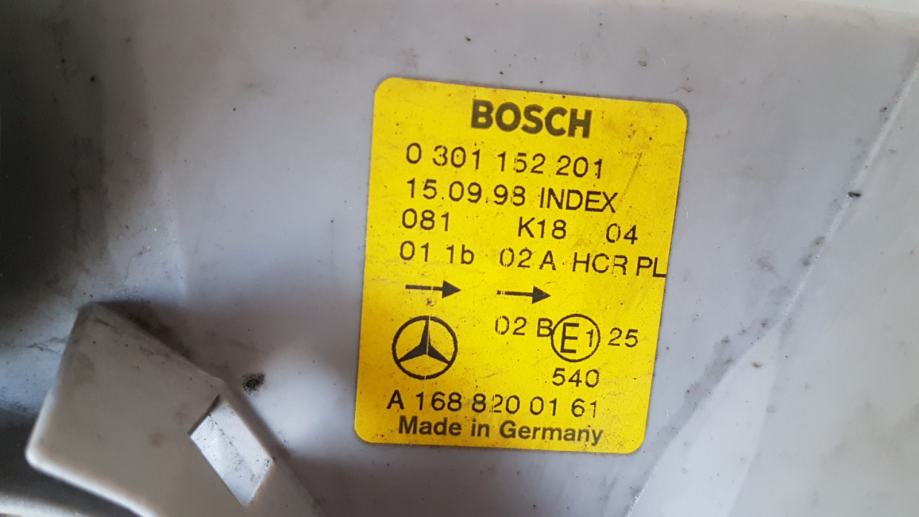 BOSCH
0 301 152 201
15.09.98 INDEX
081 K18 04
01 1b 02 A HCR PL
02 B E1 25
540
A 168 820 01 61
Made in Germany